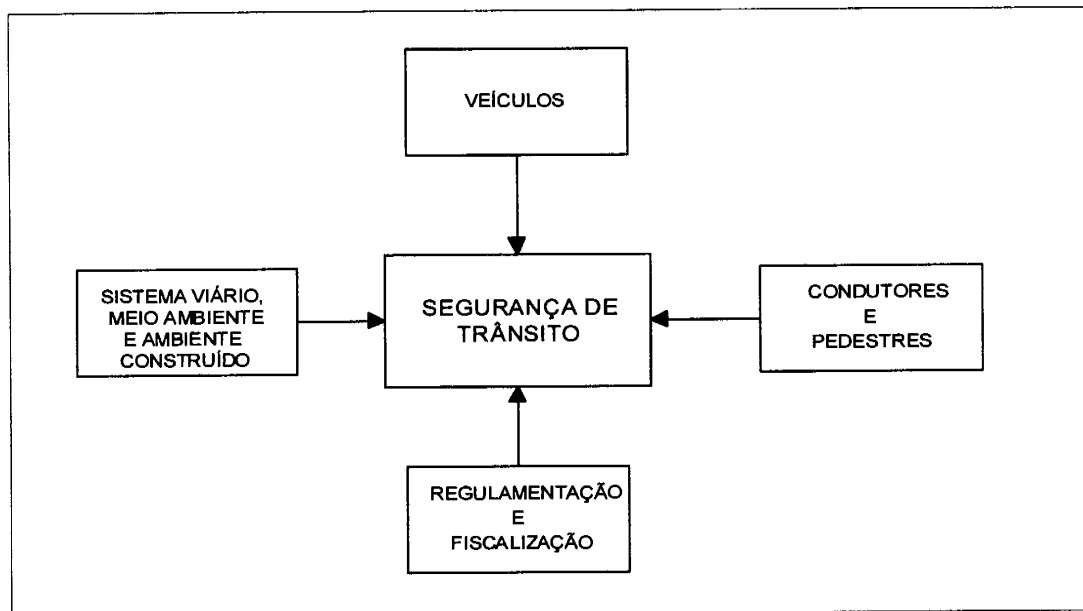 VEÍCULOS
SISTEMA VIÁRIO,
MEIO AMBIENTE
E AMBIENTE
CONSTRUÍDO
SEGURANÇA DE
TRÂNSITO
CONDUTORES
E
PEDESTRES
REGULAMENTAÇÃO
E
FISCALIZAÇÃO